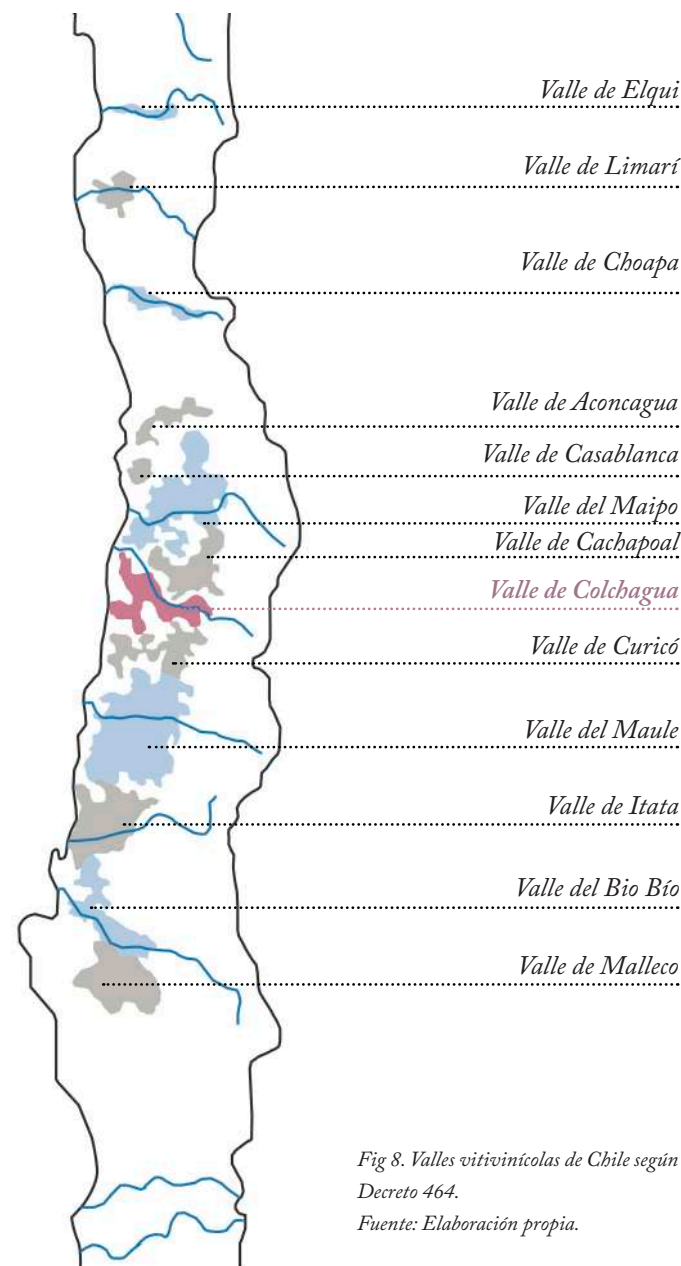 Valle de Elqui
Valle de Limarí
Valle de Choapa
Valle de Aconcagua
Valle de Casablanca
Valle del Maipo
Valle de Cachapoal
Valle de Colchagua
Valle de Curicó
Valle del Maule
Valle de Itata
Valle del Bio Bío
Valle de Malleco
Fig 8. Valles vitivinícolas de Chile según
Decreto 464.
Fuente: Elaboración propia.